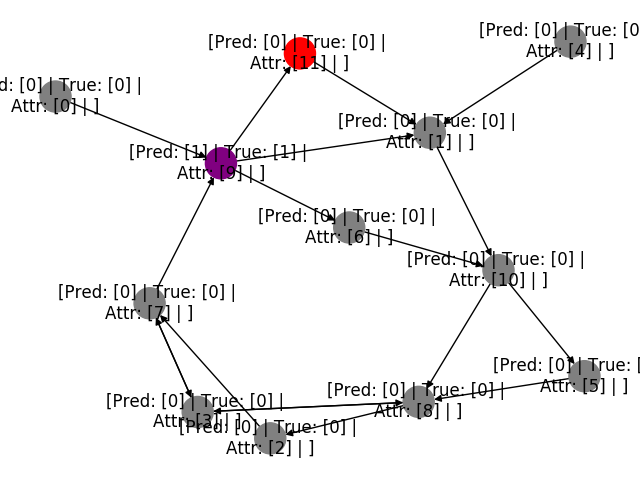 [Pred: [0] | True: [0] |
Attr: [11] | ]
[Pred: [0] | True: [0
Attr: [4] | ]
d: [0] | True: [0] |
Attr: [0] | ]
[Pred: [0] | True: [0] |
Attr: [1] | ]
[Pred: [1] | True: [1] |
Attr: [9] | ]
[Pred: [0] | True: [0] |
Attr: [6] | ]
[Pred: [0] | True: [0] |
Attr: [10] | ]
[Pred: [0] | True: [0] |
Attr: [7] | ]
[Pred: [0] | True: [
Attr: [5] | ]
[Pred: [0] | True: [0] |
Attr: [8] | ]
[Pred: [0] | True: [0] |
Attr: [3] | ]
[Pred: [0] | True: [0] |
Attr: [2] | ]